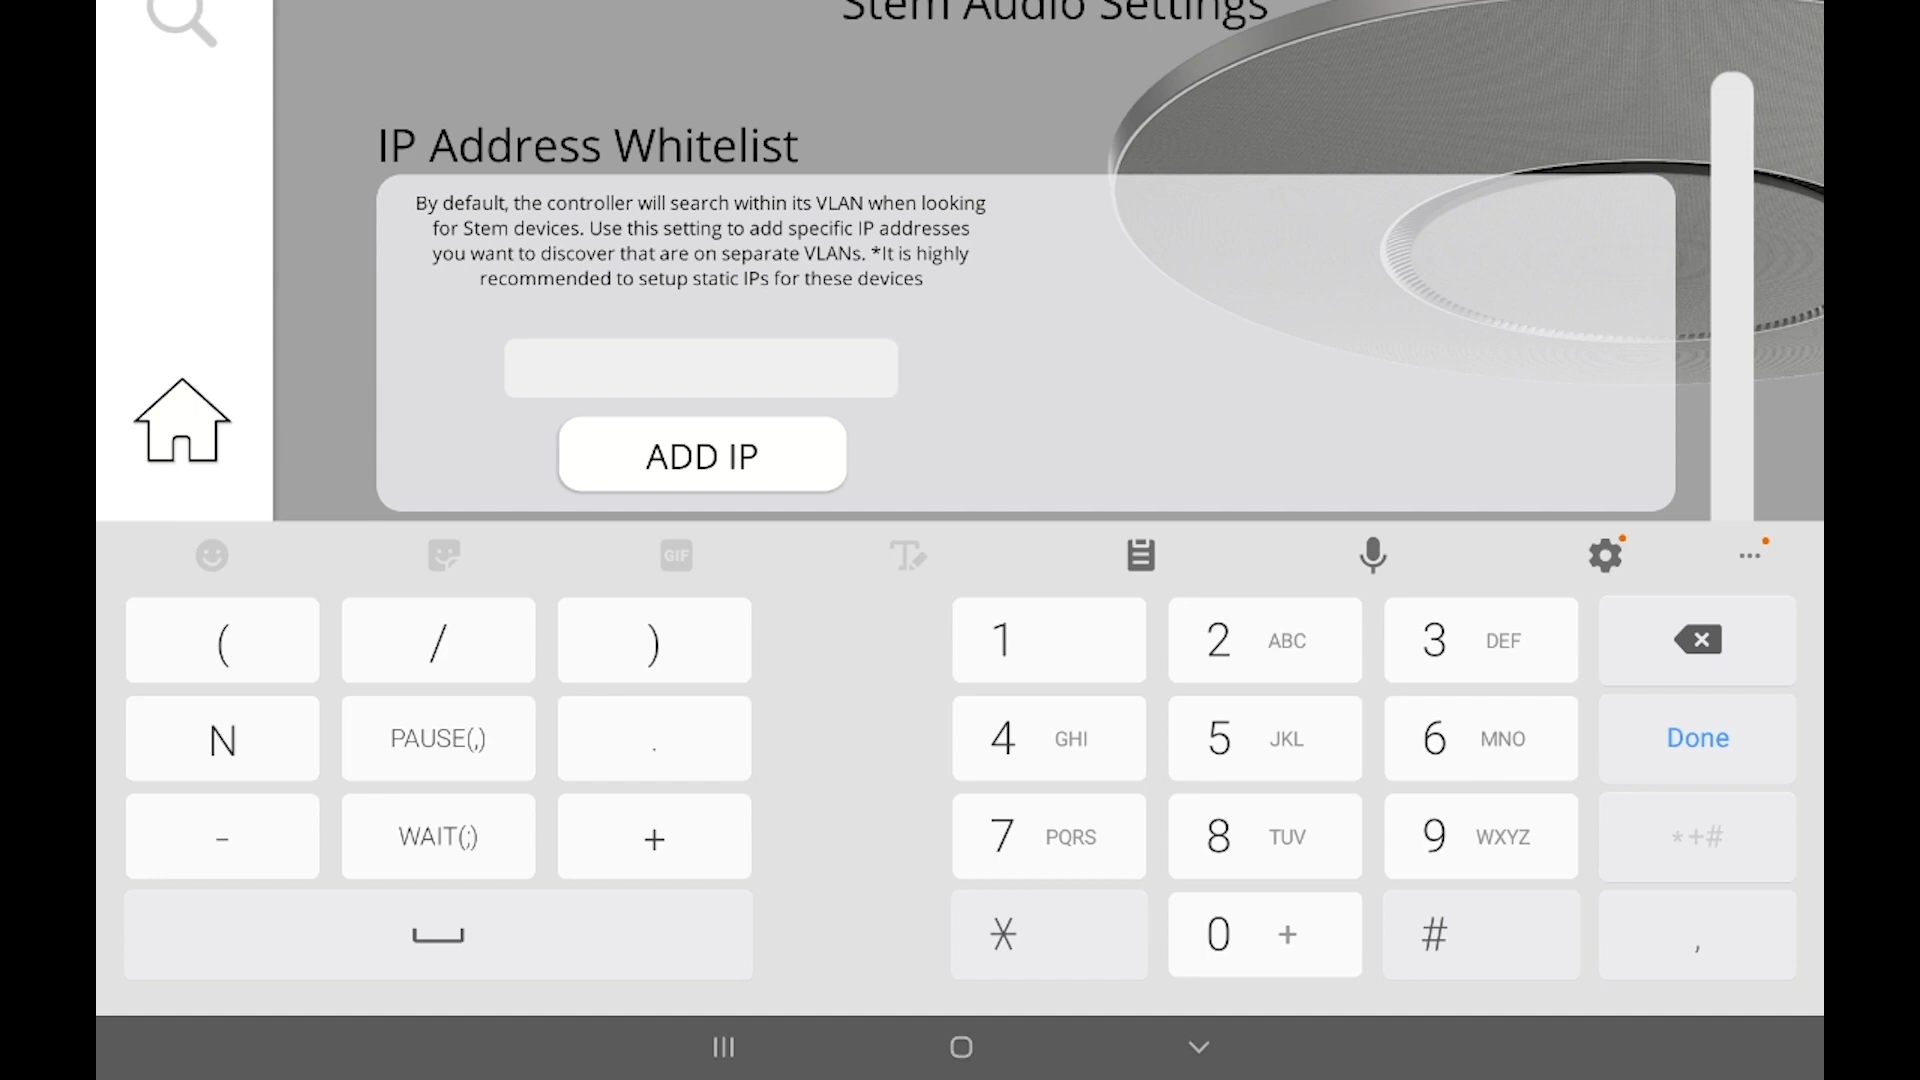 Stem Audio Settings
IP Address Whitelist
By default, the controller will search within its VLAN when looking
for Stem devices. Use this setting to add specific IP addresses
you want to discover that are on separate VLANs. *It is highly
recommended to setup static IPs for these devices
ADD IP
GIF
( / ) 1 2 ABC 3 DEF
N PAUSE(,) . 4 GHI 5 JKL 6 MNO Done
- WAIT(;) + 7 PQRS 8 TUV 9 WXYZ *+#
* 0 + # ,